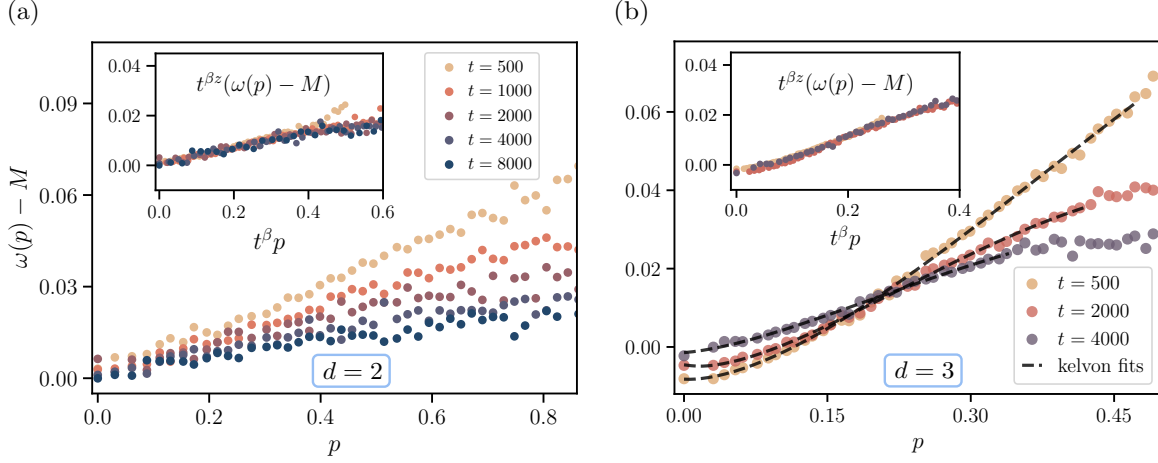 (a)
ω(p) − M
0.09
0.06
0.03
0.00
0.0 0.2 0.4 0.6 0.8
p
0.04
0.02
0.00
0.0 0.2 0.4 0.6
t^β p
t^{βz}(ω(p) − M)
t = 500
t = 1000
t = 2000
t = 4000
t = 8000
d = 2
(b)
0.06
0.04
0.02
0.00
0.00 0.15 0.30 0.45
p
0.04
0.02
0.00
0.0 0.2 0.4
t^β p
t^{βz}(ω(p) − M)
t = 500
t = 2000
t = 4000
kelvon fits
d = 3